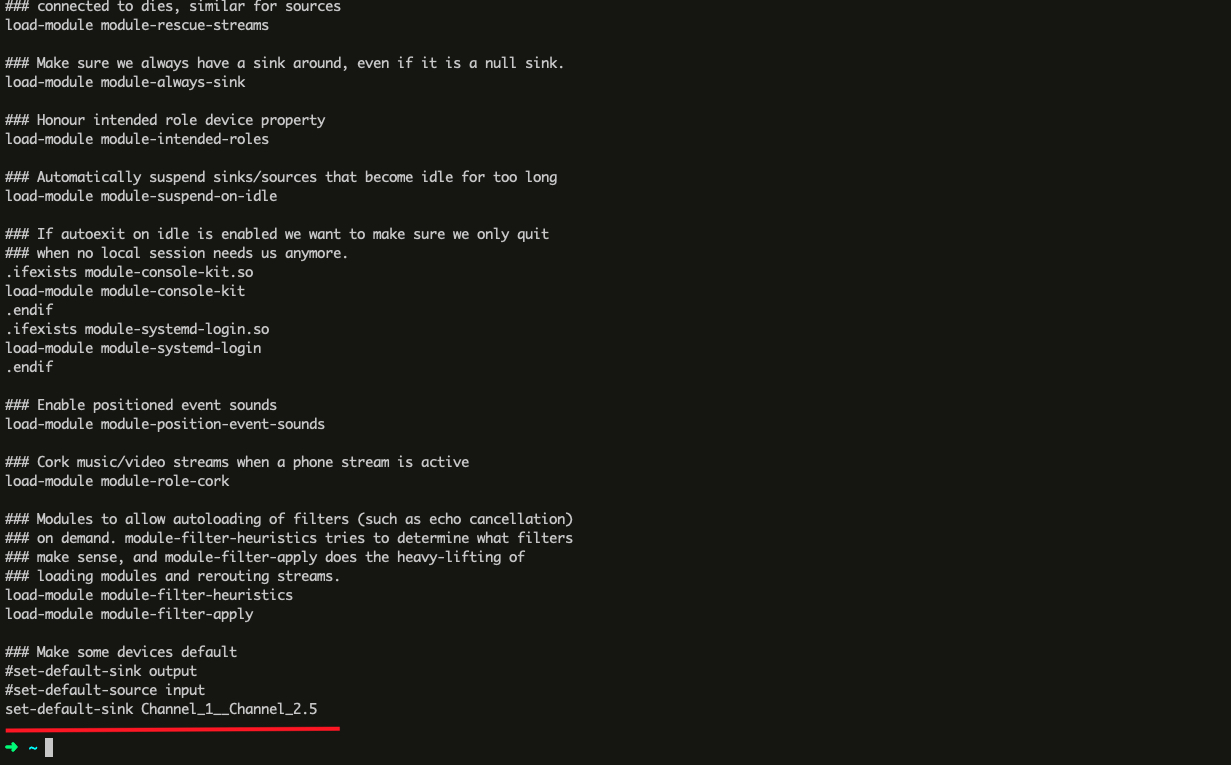 ### connected to dies, similar for sources
load-module module-rescue-streams
### Make sure we always have a sink around, even if it is a null sink.
load-module module-always-sink
### Honour intended role device property
load-module module-intended-roles
### Automatically suspend sinks/sources that become idle for too long
load-module module-suspend-on-idle
### If autoexit on idle is enabled we want to make sure we only quit
### when no local session needs us anymore.
.ifexists module-console-kit.so
load-module module-console-kit
.endif
.ifexists module-systemd-login.so
load-module module-systemd-login
.endif
### Enable positioned event sounds
load-module module-position-event-sounds
### Cork music/video streams when a phone stream is active
load-module module-role-cork
### Modules to allow autoloading of filters (such as echo cancellation)
### on demand. module-filter-heuristics tries to determine what filters
### make sense, and module-filter-apply does the heavy-lifting of
### loading modules and rerouting streams.
load-module module-filter-heuristics
load-module module-filter-apply
### Make some devices default
#set-default-sink output
#set-default-source input
set-default-sink Channel_1__Channel_2.5
➜ ~